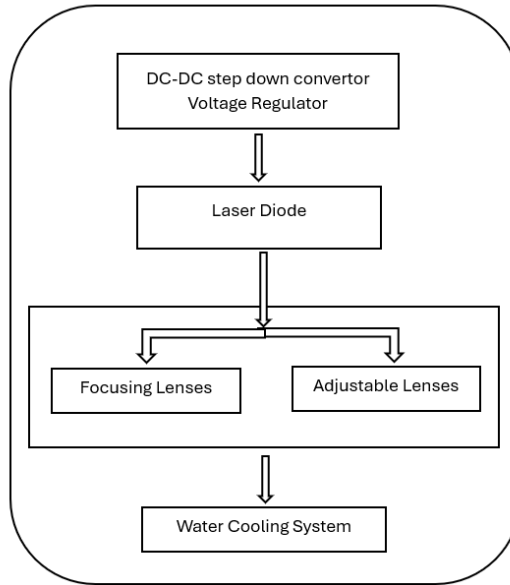 DC-DC step down convertor
Voltage Regulator
Laser Diode
Focusing Lenses
Adjustable Lenses
Water Cooling System